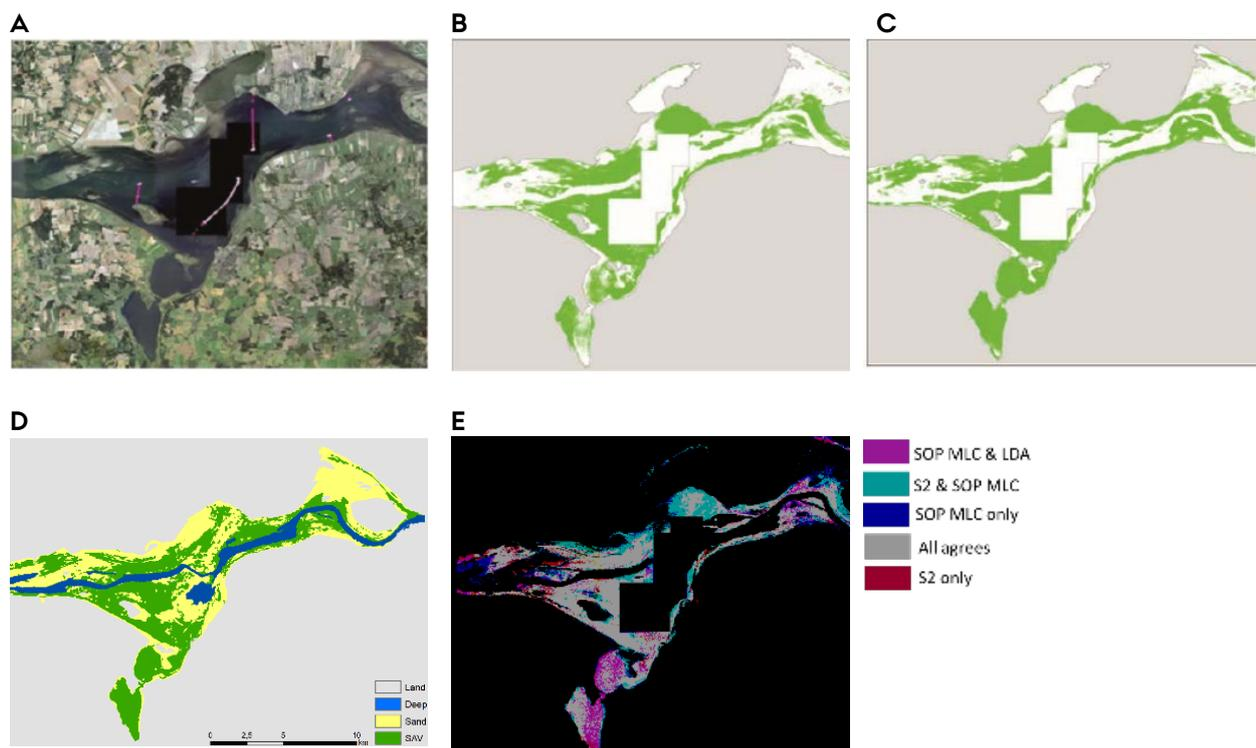 A
B
C
D
E
SOP MLC & LDA
S2 & SOP MLC
SOP MLC only
All agrees
S2 only
Land
Deep
Sand
SAV
0 2,5 5 10
km